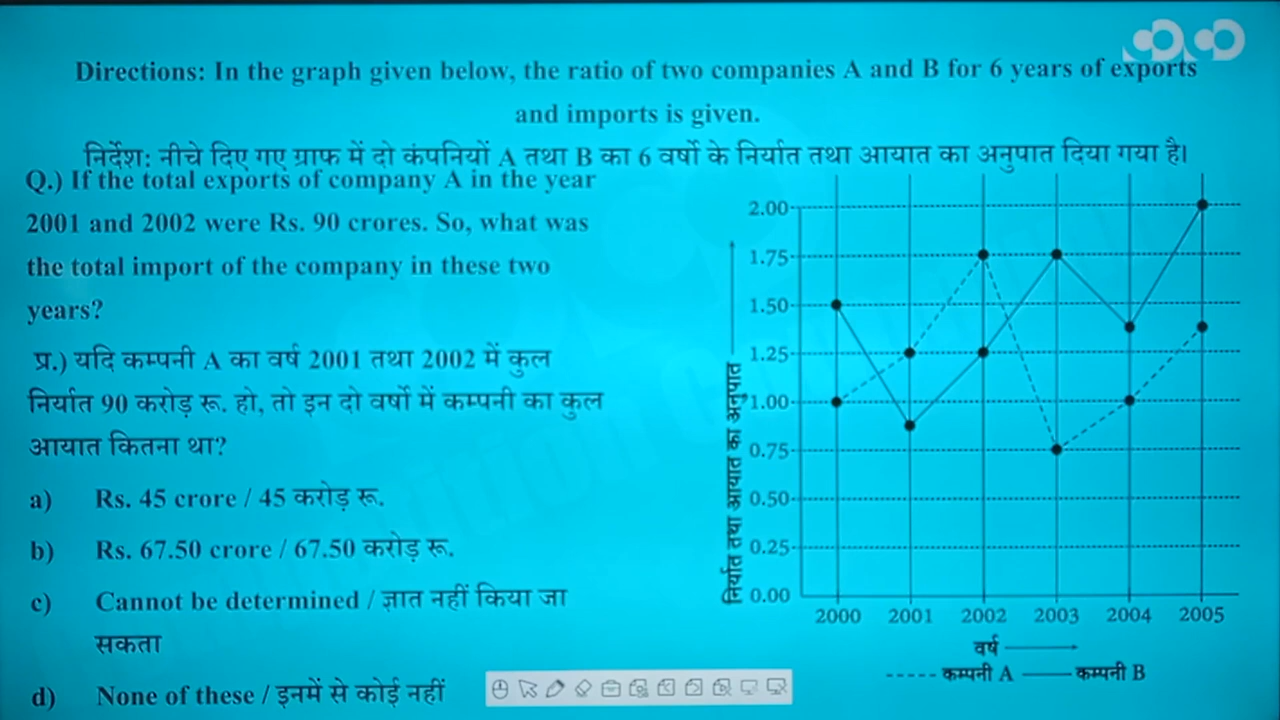 Directions: In the graph given below, the ratio of two companies A and B for 6 years of exports
and imports is given.
निर्देश: नीचे दिए गए ग्राफ में दो कंपनियों A तथा B का 6 वर्षो के निर्यात तथा आयात का अनुपात दिया गया है।
Q.) If the total exports of company A in the year
2001 and 2002 were Rs. 90 crores. So, what was
the total import of the company in these two
years?
प्र.) यदि कम्पनी A का वर्ष 2001 तथा 2002 में कुल
निर्यात 90 करोड़ रू. हो, तो इन दो वर्षों में कम्पनी का कुल
आयात कितना था?
a) Rs. 45 crore / 45 करोड़ रू.
b) Rs. 67.50 crore / 67.50 करोड़ रू.
c) Cannot be determined / ज्ञात नहीं किया जा
सकता
d) None of these / इनमें से कोई नहीं
निर्यात तथा आयात का अनुपात
2.00
1.75
1.50
1.25
1.00
0.75
0.50
0.25
0.00
2000 2001 2002 2003 2004 2005
वर्ष
कम्पनी A कम्पनी B